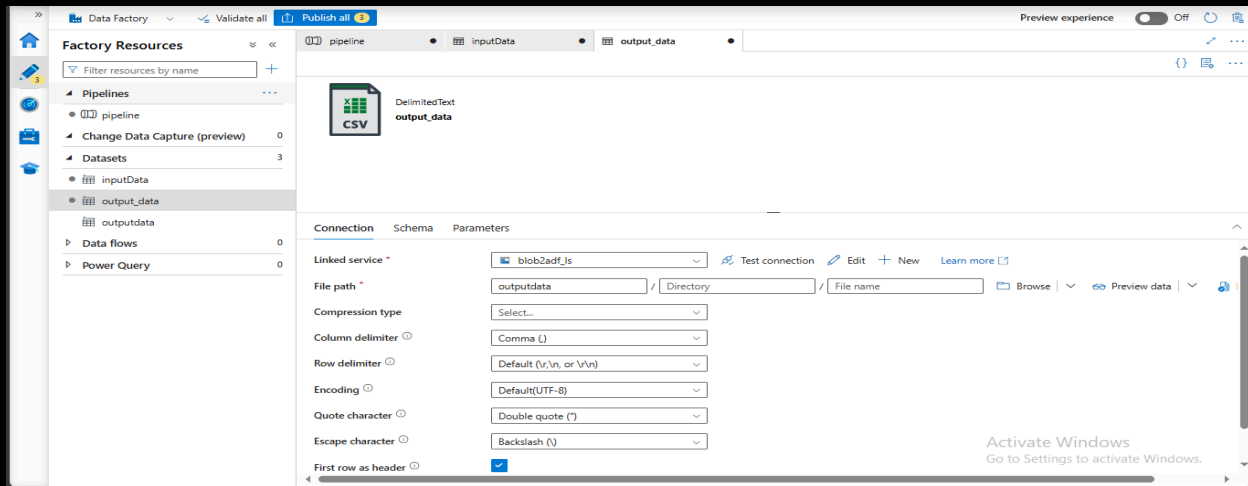 »
Data Factory
Validate all
Publish all 3
Preview experience
Off
Factory Resources
Filter resources by name
Pipelines
pipeline
Change Data Capture (preview) 0
Datasets 3
inputData
output_data
outputdata
Data flows 0
Power Query 0
3
pipeline
inputData
output_data
{}
CSV
DelimitedText
output_data
Connection Schema Parameters
Linked service * blob2adf_ls Test connection Edit New Learn more
File path * outputdata / Directory / File name Browse Preview data
Compression type Select...
Column delimiter Comma (,)
Row delimiter Default (\r,\n, or \r\n)
Encoding Default(UTF-8)
Quote character Double quote (")
Escape character Backslash (\)
First row as header
Activate Windows
Go to Settings to activate Windows.